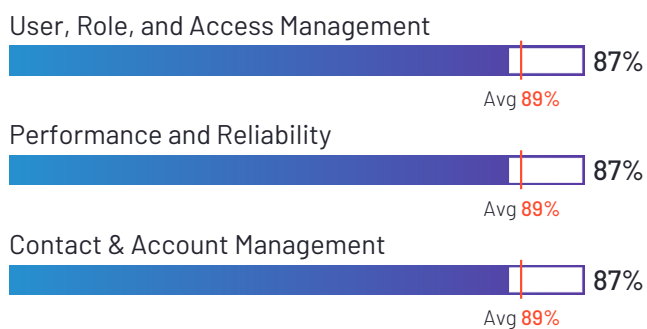 User, Role, and Access Management
87%
Avg 89%
Performance and Reliability
87%
Avg 89%
Contact & Account Management
87%
Avg 89%